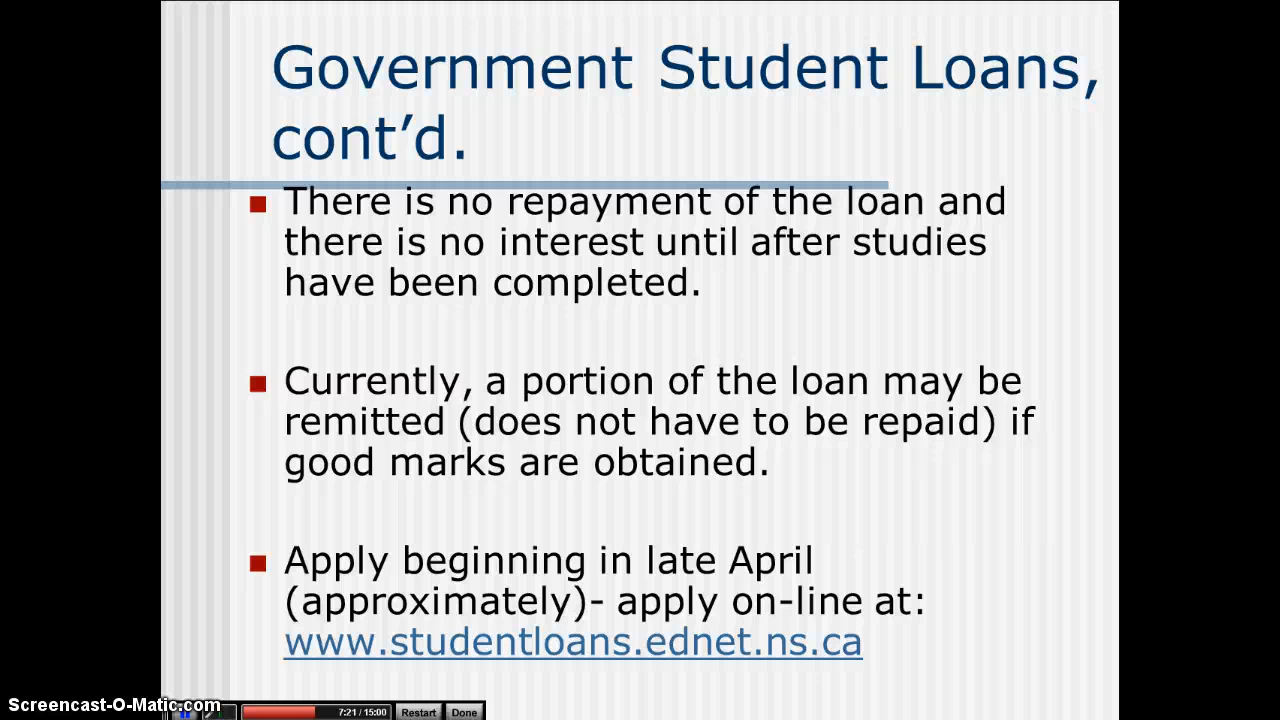 Government Student Loans,
cont’d.
There is no repayment of the loan and
there is no interest until after studies
have been completed.
Currently, a portion of the loan may be
remitted (does not have to be repaid) if
good marks are obtained.
Apply beginning in late April
(approximately)- apply on-line at:
www.studentloans.ednet.ns.ca
Screencast-O-Matic.com
7:21 / 15:00 Restart Done